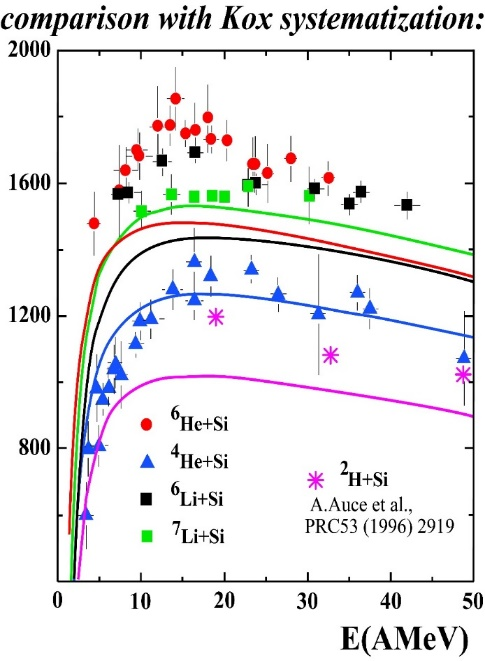 comparison with Kox systematization:
2000
1600
1200
800
0
10
20
30
40
50
⁶He+Si
⁴He+Si
⁶Li+Si
⁷Li+Si
²H+Si
A.Auce et al.,
PRC53 (1996) 2919
E(AMeV)